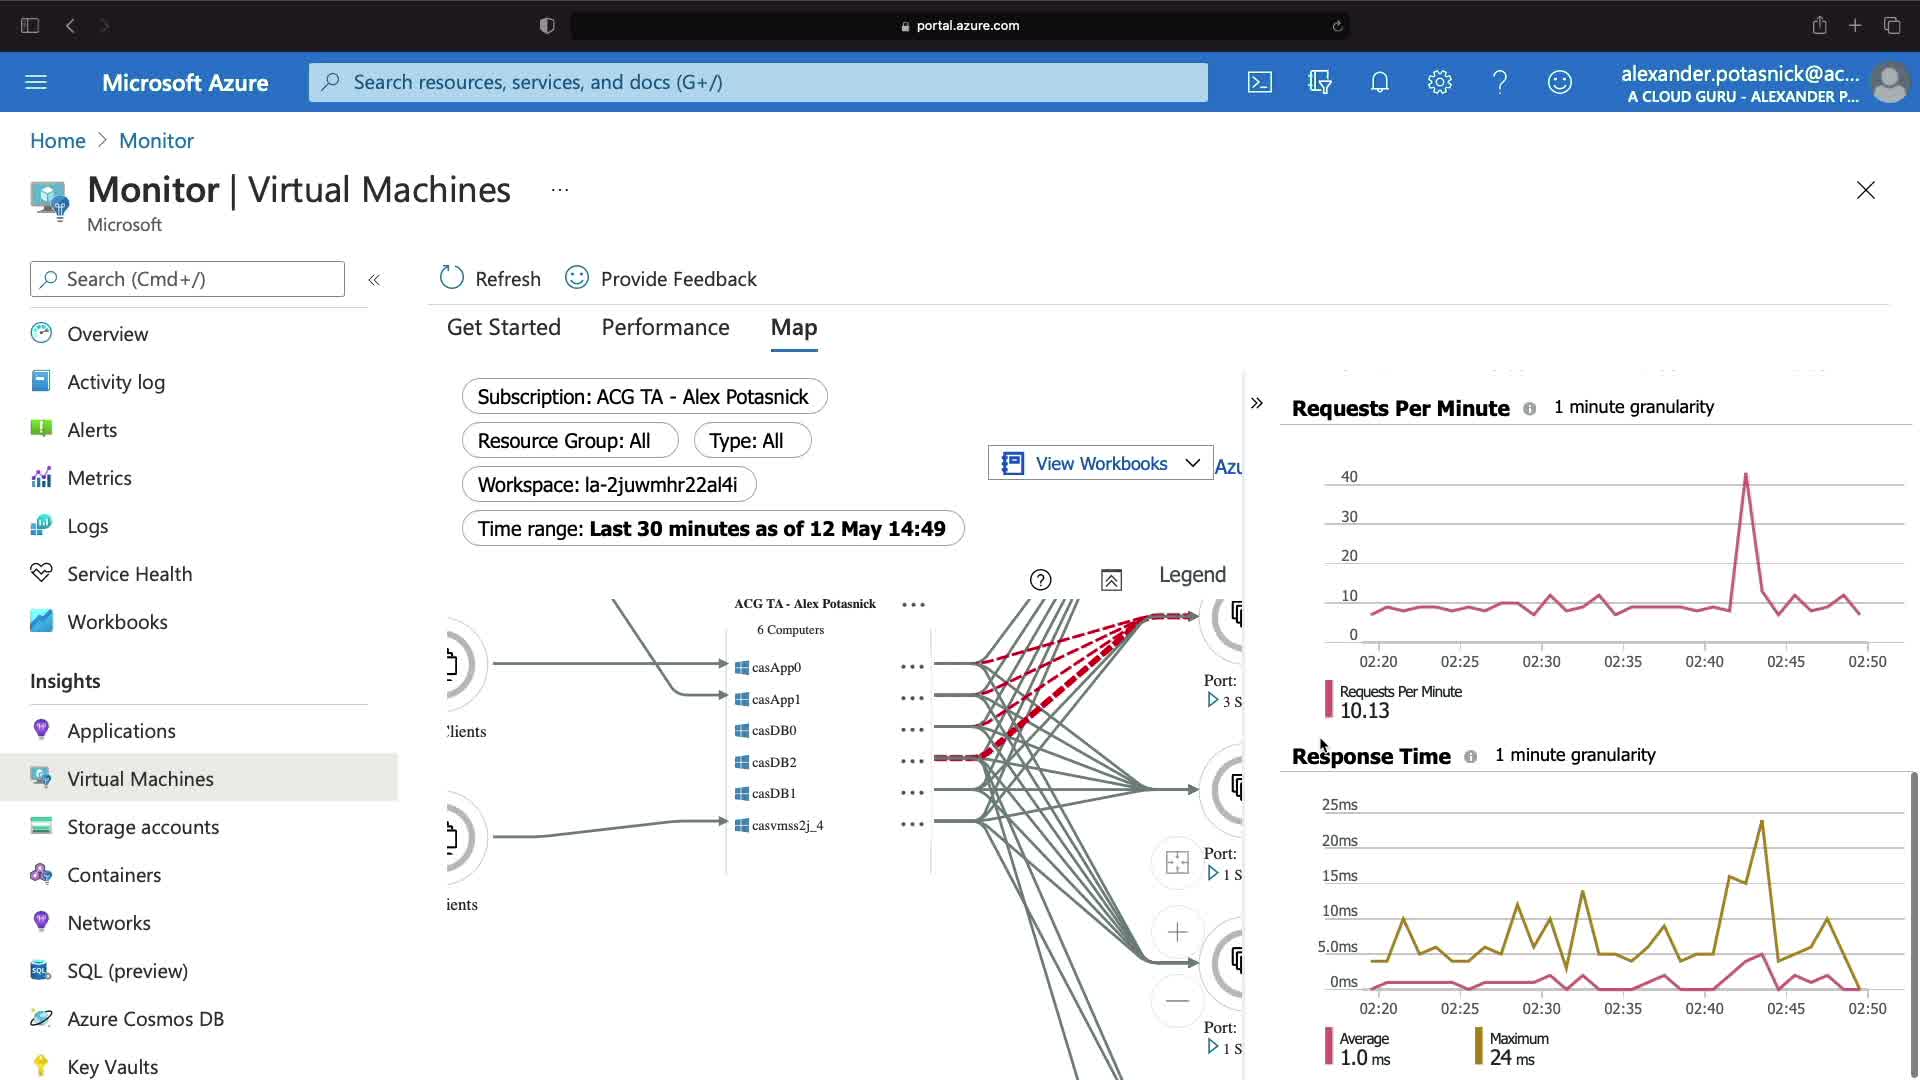 portal.azure.com
Microsoft Azure
Search resources, services, and docs (G+/)
alexander.potasnick@ac...
A CLOUD GURU - ALEXANDER P...
Home > Monitor
Monitor | Virtual Machines ...
Microsoft
Search (Cmd+/)
«
Refresh
Provide Feedback
Overview
Activity log
Alerts
Metrics
Logs
Service Health
Workbooks
Insights
Applications
Virtual Machines
Storage accounts
Containers
Networks
SQL (preview)
Azure Cosmos DB
Key Vaults
Get Started
Performance
Map
Subscription: ACG TA - Alex Potasnick
Resource Group: All
Type: All
Workspace: la-2juwmhr22al4i
Time range: Last 30 minutes as of 12 May 14:49
View Workbooks
Azu
Legend
ACG TA - Alex Potasnick
6 Computers
casApp0
casApp1
casDB0
casDB2
casDB1
casvmss2j_4
lients
ients
Port:
3 S
Port:
1 S
Port:
1 S
»
Requests Per Minute
1 minute granularity
40
30
20
10
0
02:20
02:25
02:30
02:35
02:40
02:45
02:50
Requests Per Minute
10.13
Response Time
1 minute granularity
25ms
20ms
15ms
10ms
5.0ms
0ms
02:20
02:25
02:30
02:35
02:40
02:45
02:50
Average
1.0 ms
Maximum
24 ms